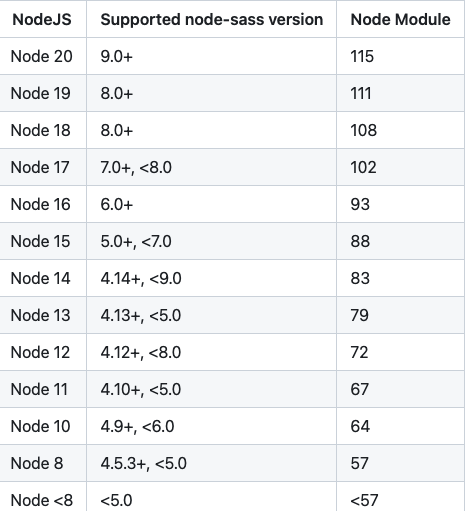 NodeJS Supported node-sass version Node Module
Node 20 9.0+ 115
Node 19 8.0+ 111
Node 18 8.0+ 108
Node 17 7.0+, <8.0 102
Node 16 6.0+ 93
Node 15 5.0+, <7.0 88
Node 14 4.14+, <9.0 83
Node 13 4.13+, <5.0 79
Node 12 4.12+, <8.0 72
Node 11 4.10+, <5.0 67
Node 10 4.9+, <6.0 64
Node 8 4.5.3+, <5.0 57
Node <8 <5.0 <57